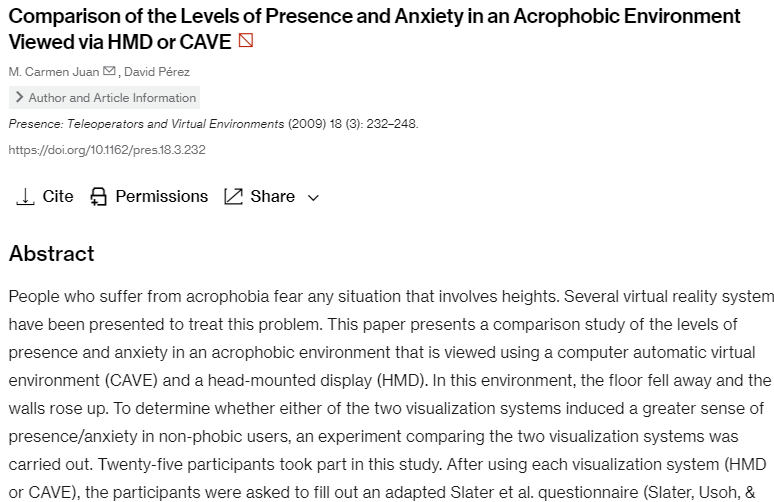 Comparison of the Levels of Presence and Anxiety in an Acrophobic Environment
Viewed via HMD or CAVE
M. Carmen Juan, David Pérez
Author and Article Information
Presence: Teleoperators and Virtual Environments (2009) 18 (3): 232–248.
https://doi.org/10.1162/pres.18.3.232
Cite Permissions Share
Abstract
People who suffer from acrophobia fear any situation that involves heights. Several virtual reality system
have been presented to treat this problem. This paper presents a comparison study of the levels of
presence and anxiety in an acrophobic environment that is viewed using a computer automatic virtual
environment (CAVE) and a head-mounted display (HMD). In this environment, the floor fell away and the
walls rose up. To determine whether either of the two visualization systems induced a greater sense of
presence/anxiety in non-phobic users, an experiment comparing the two visualization systems was
carried out. Twenty-five participants took part in this study. After using each visualization system (HMD
or CAVE), the participants were asked to fill out an adapted Slater et al. questionnaire (Slater, Usoh, &